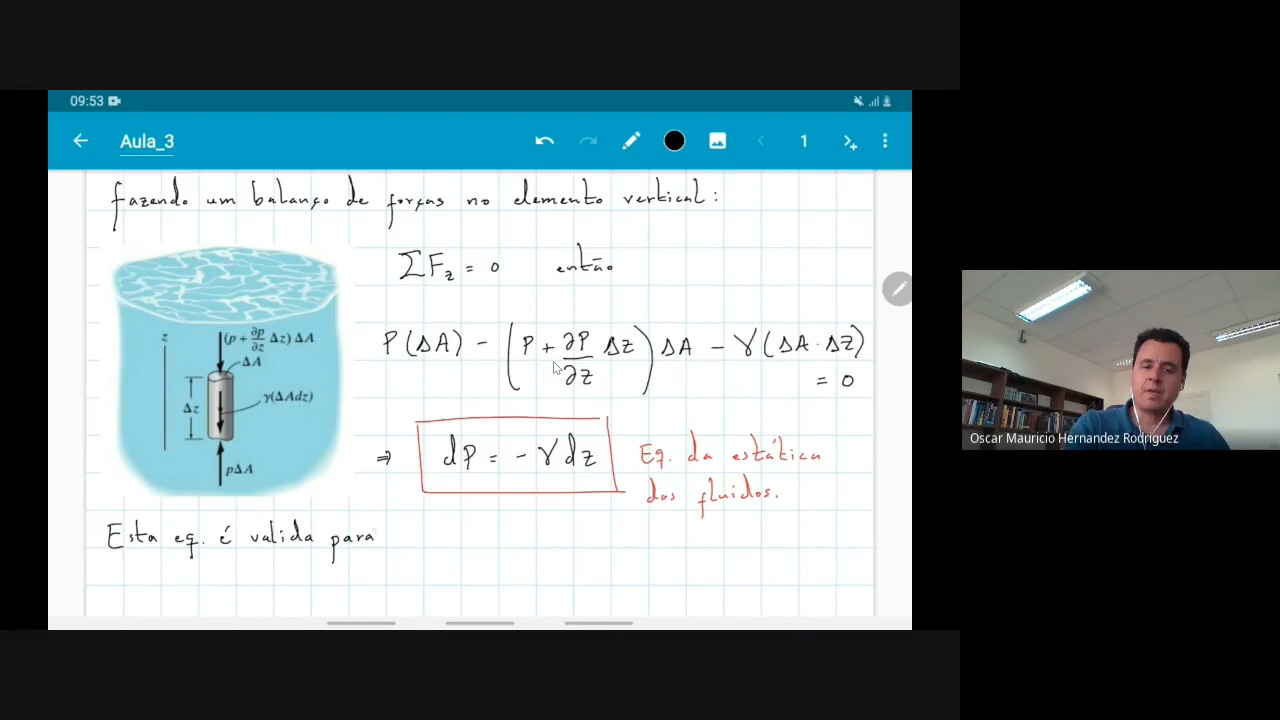 09:53
Aula_3
1
fazendo um balanço de forças no elemento vertical:
ΣF_z = 0 então
P(ΔA) - (P + ∂P/∂z Δz) ΔA - γ(ΔA · Δz)
= 0
⇒ dP = -γdz
Eq. da estática
dos fluidos.
z
(p + ∂p/∂z Δz) ΔA
ΔA
Δz
γ(ΔAdz)
pΔA
Esta eq. é valida para
Oscar Mauricio Hernandez Rodriguez